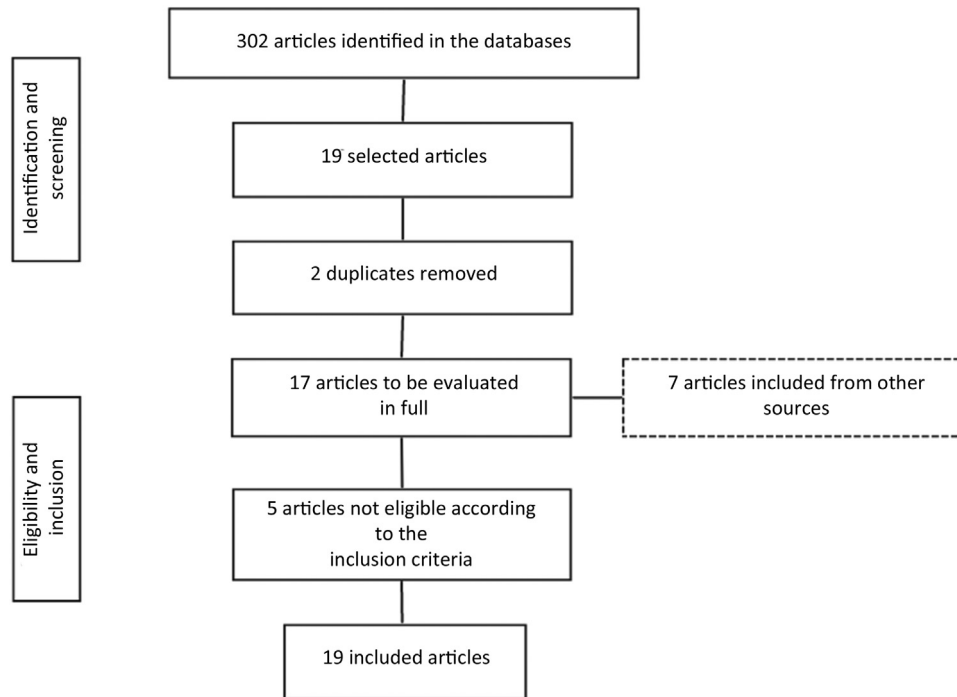 302 articles identified in the databases
Identification and
screening
19 selected articles
2 duplicates removed
17 articles to be evaluated
in full
7 articles included from other
sources
Eligibility and
inclusion
5 articles not eligible according
to the
inclusion criteria
19 included articles